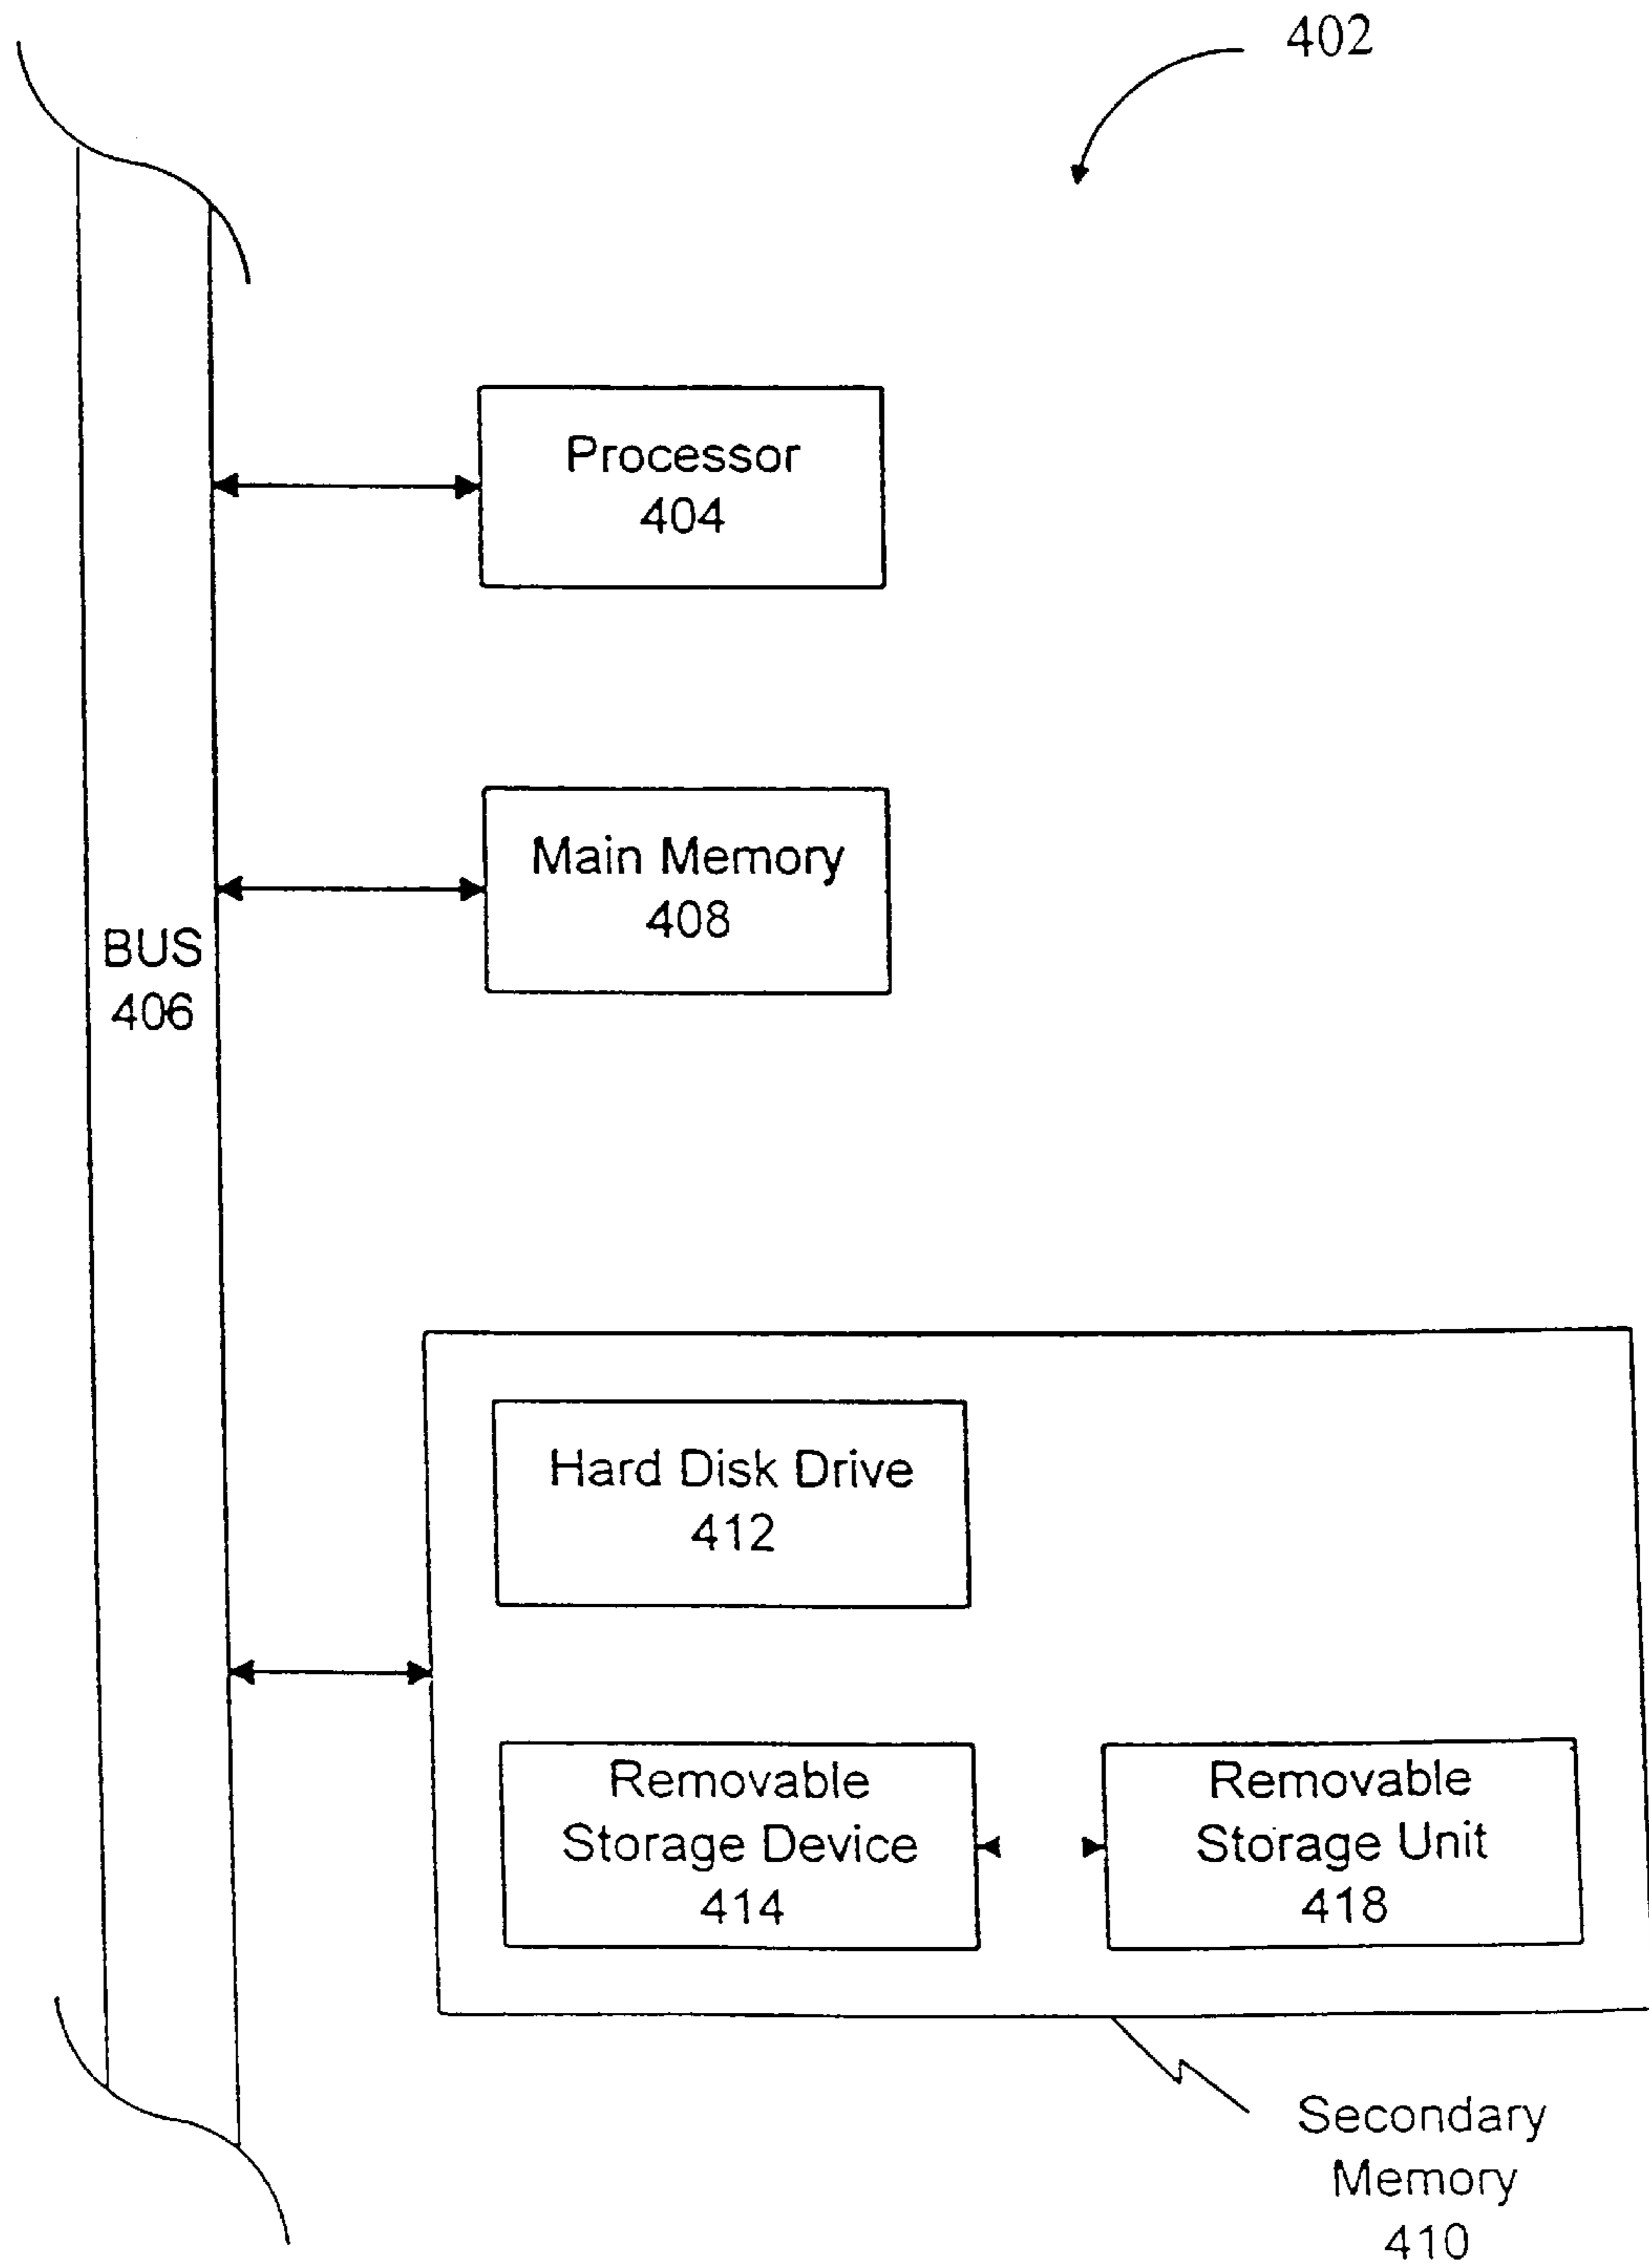 402
Processor
404
Main Memory
408
BUS
406
Hard Disk Drive
412
Removable
Storage Device
414
Removable
Storage Unit
418
Secondary
Memory
410